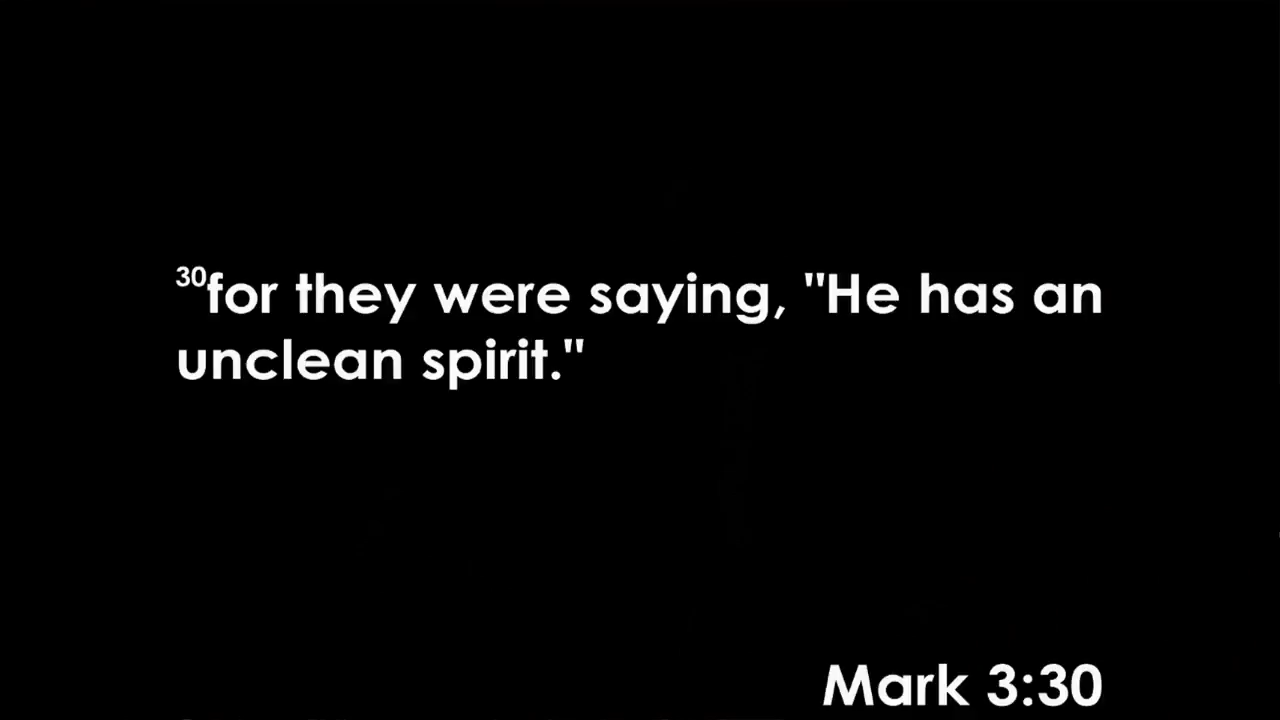 30for they were saying, "He has an
unclean spirit."
Mark 3:30